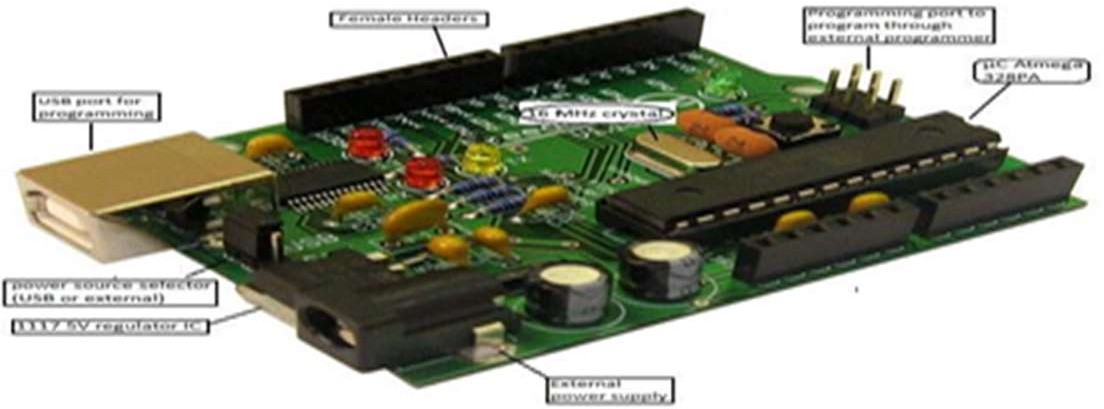 Female Headers
Programming port to
program through
external programmer
µC Atmega
328PA
USB port for
programming
16 MHz crystal
USB
power source selector
(USB or external)
1117 5V regulator IC
External
power supply